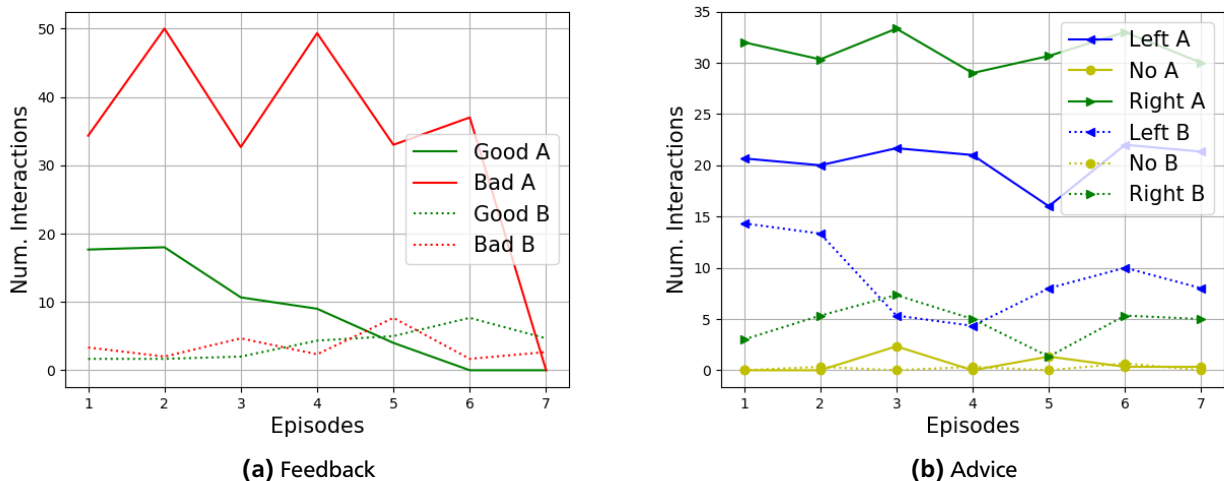 50
40
30
20
10
0
Num. Interactions
Good A
Bad A
Good B
Bad B
1 2 3 4 5 6 7
Episodes
(a) Feedback
35
30
25
20
15
10
5
0
Num. Interactions
Left A
No A
Right A
Left B
No B
Right B
1 2 3 4 5 6 7
Episodes
(b) Advice